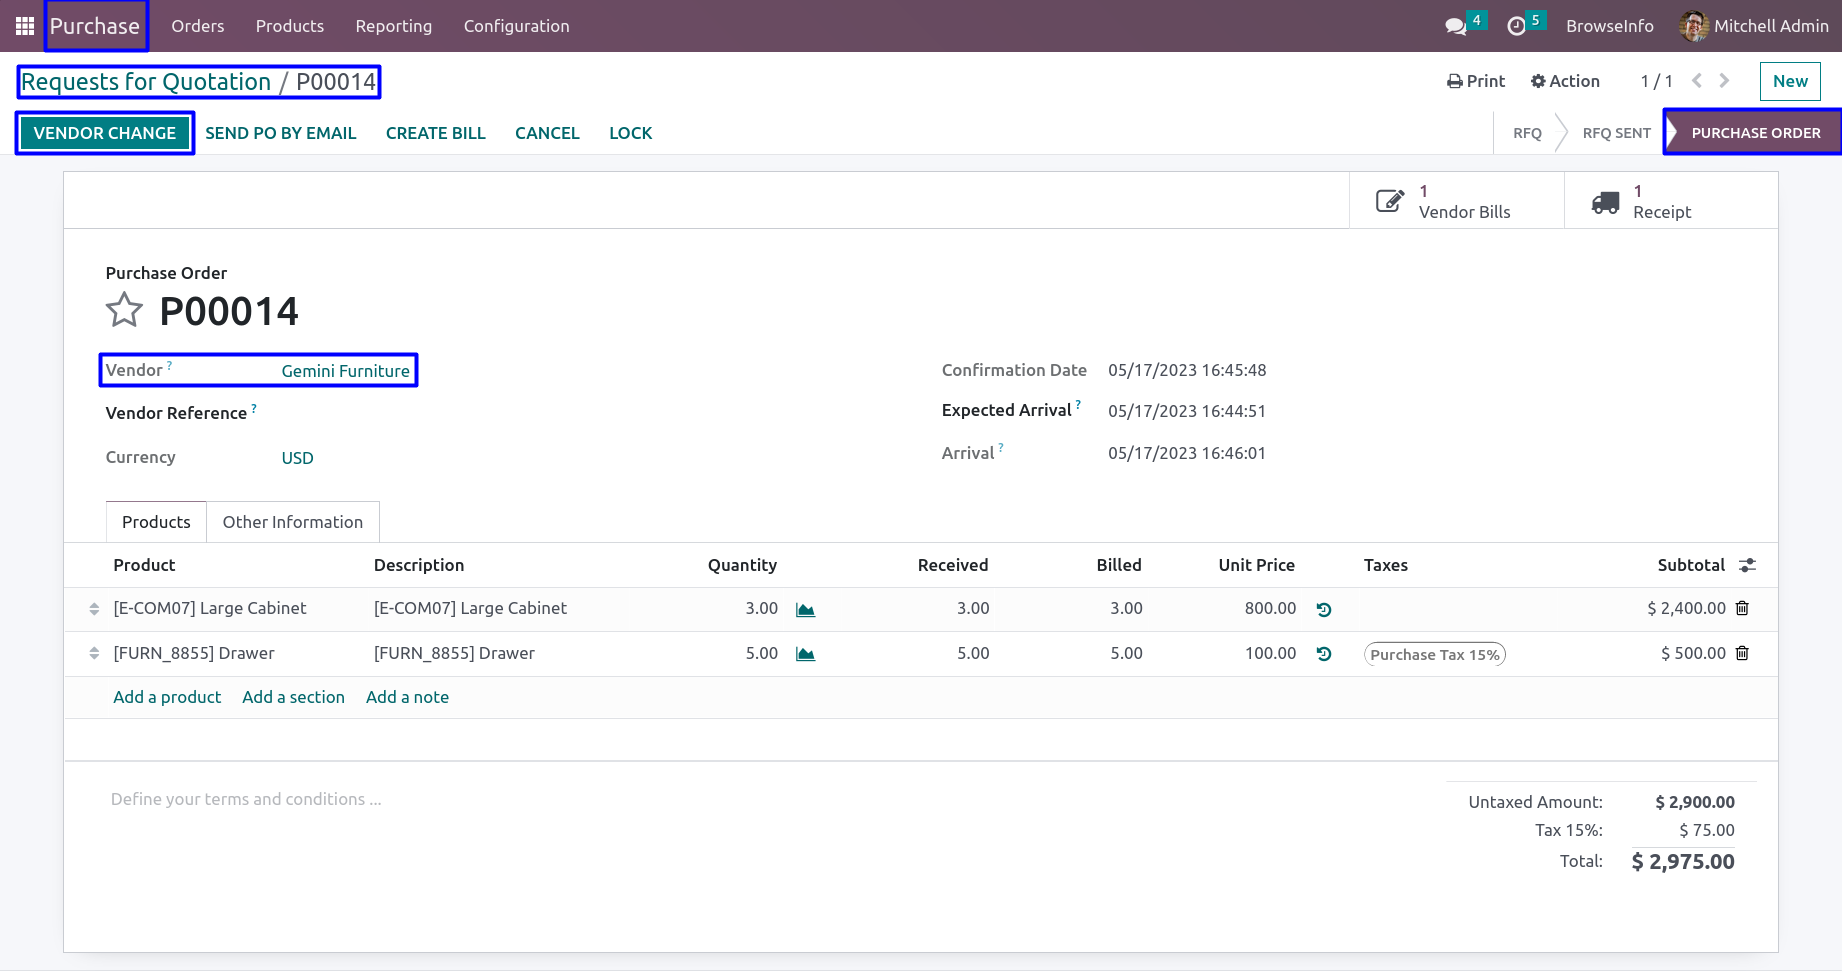 Purchase Orders Products Reporting Configuration 4 5 BrowseInfo Mitchell Admin
Requests for Quotation / P00014 Print Action 1 / 1 New
VENDOR CHANGE SEND PO BY EMAIL CREATE BILL CANCEL LOCK RFQ RFQ SENT PURCHASE ORDER
1 Vendor Bills
1 Receipt
Purchase Order
P00014
Vendor ? Gemini Furniture Confirmation Date 05/17/2023 16:45:48
Vendor Reference ? Expected Arrival ? 05/17/2023 16:44:51
Currency USD Arrival ? 05/17/2023 16:46:01
Products Other Information
Product Description Quantity Received Billed Unit Price Taxes Subtotal
[E-COM07] Large Cabinet [E-COM07] Large Cabinet 3.00 3.00 3.00 800.00 $ 2,400.00
[FURN_8855] Drawer [FURN_8855] Drawer 5.00 5.00 5.00 100.00 Purchase Tax 15% $ 500.00
Add a product Add a section Add a note
Define your terms and conditions ...
Untaxed Amount: $ 2,900.00
Tax 15%: $ 75.00
Total: $ 2,975.00